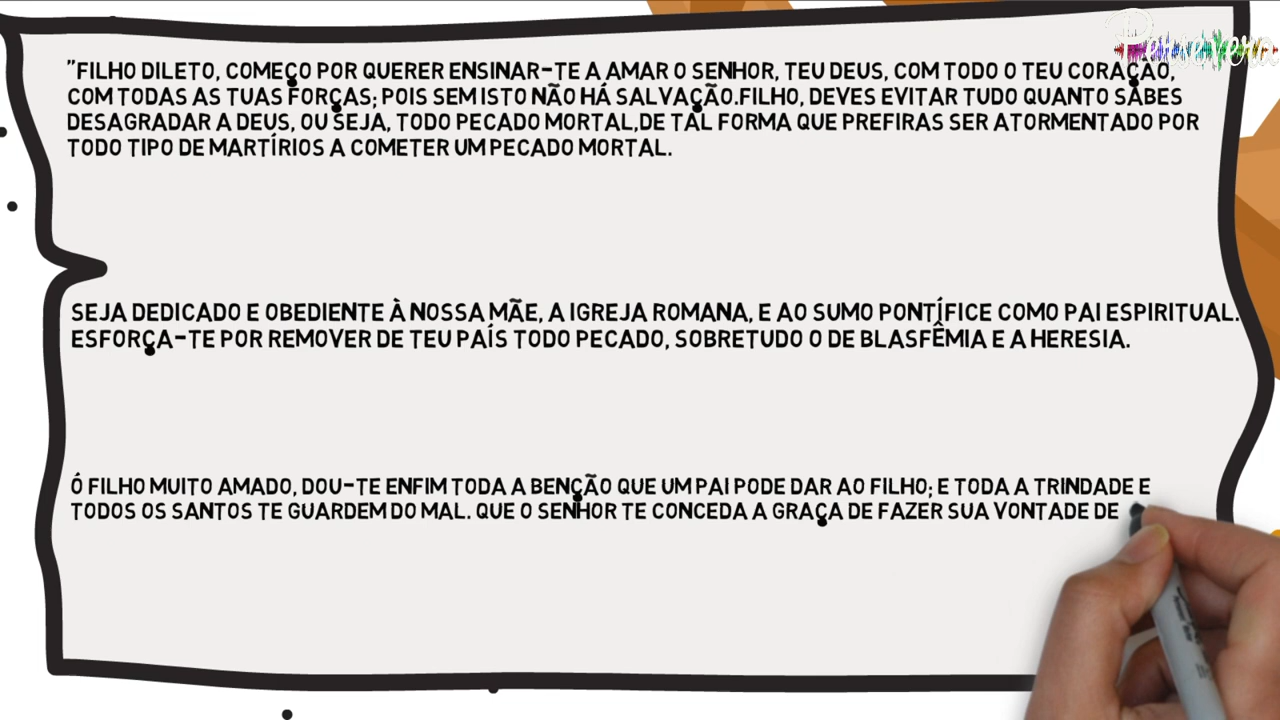 "FILHO DILETO, COMEÇO POR QUERER ENSINAR-TE A AMAR O SENHOR, TEU DEUS, COM TODO O TEU CORAÇÃO,
COM TODAS AS TUAS FORÇAS; POIS SEM ISTO NÃO HÁ SALVAÇÃO.FILHO, DEVES EVITAR TUDO QUANTO SABES
DESAGRADAR A DEUS, OU SEJA, TODO PECADO MORTAL,DE TAL FORMA QUE PREFIRAS SER ATORMENTADO POR
TODO TIPO DE MARTÍRIOS A COMETER UM PECADO MORTAL.
SEJA DEDICADO E OBEDIENTE À NOSSA MÃE, A IGREJA ROMANA, E AO SUMO PONTÍFICE COMO PAI ESPIRITUAL.
ESFORÇA-TE POR REMOVER DE TEU PAÍS TODO PECADO, SOBRETUDO O DE BLASFÊMIA E A HERESIA.
Ó FILHO MUITO AMADO, DOU-TE ENFIM TODA A BENÇÃO QUE UM PAI PODE DAR AO FILHO; E TODA A TRINDADE E
TODOS OS SANTOS TE GUARDEM DO MAL. QUE O SENHOR TE CONCEDA A GRAÇA DE FAZER SUA VONTADE DE